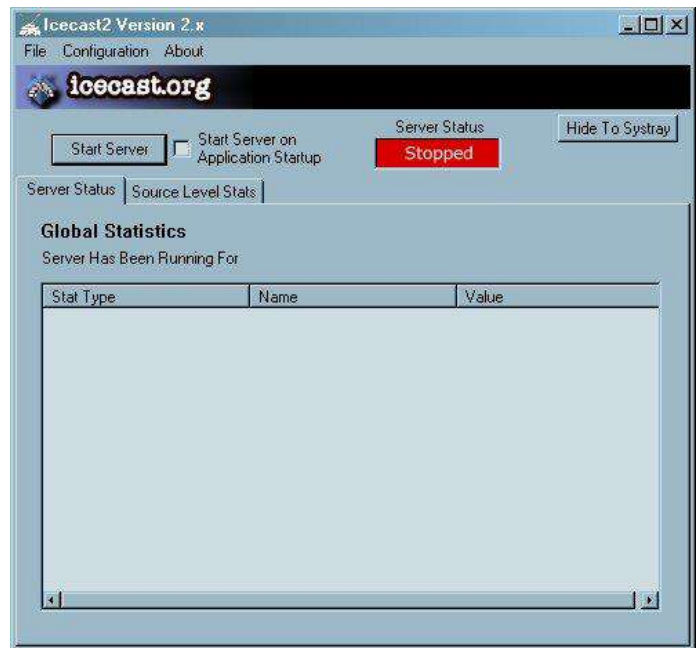 Icecast2 Version 2.x
File Configuration About
icecast.org
Start Server
Start Server on
Application Startup
Server Status
Stopped
Hide To Systray
Server Status
Source Level Stats
Global Statistics
Server Has Been Running For
Stat Type Name Value